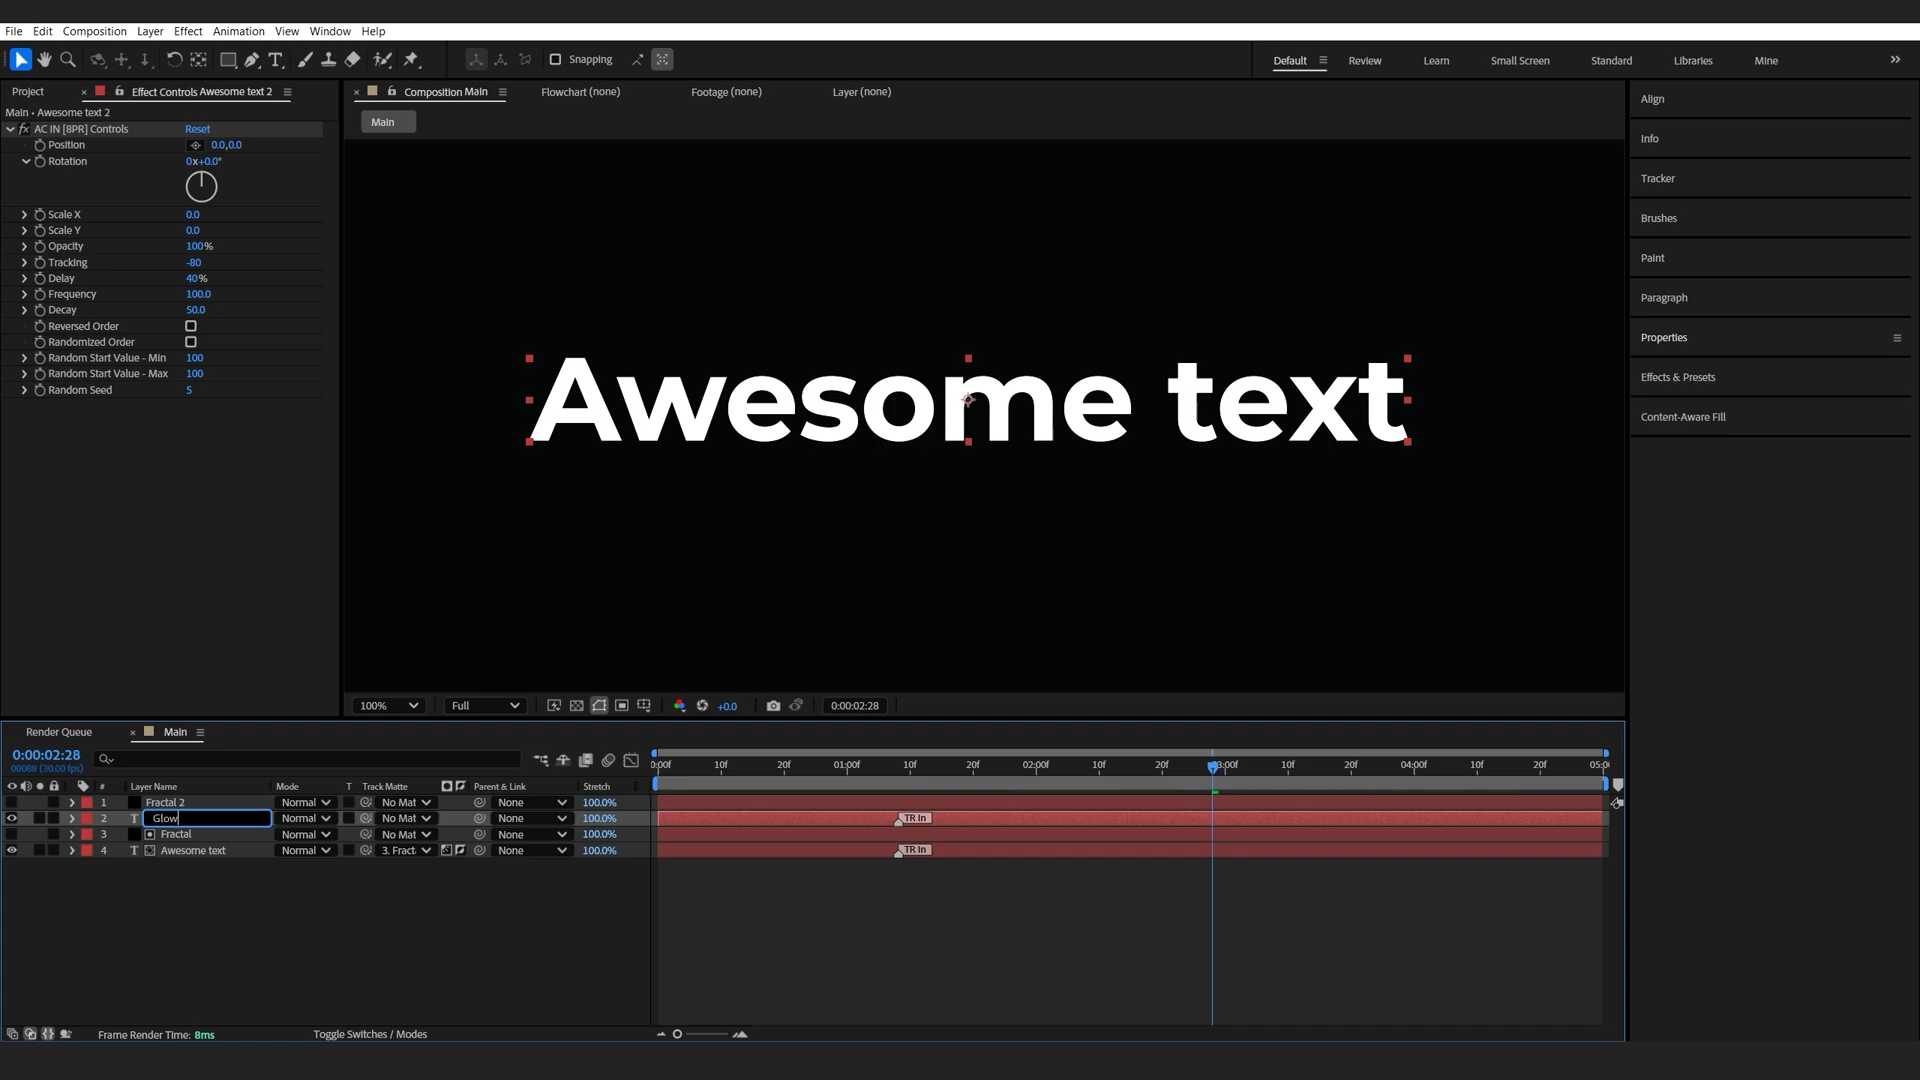 File Edit Composition Layer Effect Animation View Window Help
Snapping
Default Review Learn Small Screen Standard Libraries Mine
Project Effect Controls Awesome text 2
Composition Main Flowchart (none) Footage (none) Layer (none)
Main • Awesome text 2
Main
fx AC IN [8PR] Controls Reset
Position 0.0,0.0
Rotation 0x+0.0°
Scale X 0.0
Scale Y 0.0
Opacity 100%
Tracking -80
Delay 40%
Frequency 100.0
Decay 50.0
Reversed Order
Randomized Order
Random Start Value - Min 100
Random Start Value - Max 100
Random Seed 5
Awesome text
Align
Info
Tracker
Brushes
Paint
Paragraph
Properties
Effects & Presets
Content-Aware Fill
100% Full +0.0 0:00:02:28
Render Queue Main
0:00:02:28
00088 (30.00 fps)
0:00f 10f 20f 01:00f 10f 20f 02:00f 10f 20f 03:00f 10f 20f 04:00f 10f 20f 05:00
# Layer Name Mode T Track Matte Parent & Link Stretch
1 Fractal 2 Normal No Mat None 100.0%
2 T Glow Normal No Mat None 100.0% TR In
3 Fractal Normal No Mat None 100.0%
4 T Awesome text Normal 3. Fract None 100.0% TR In
Frame Render Time: 8ms Toggle Switches / Modes